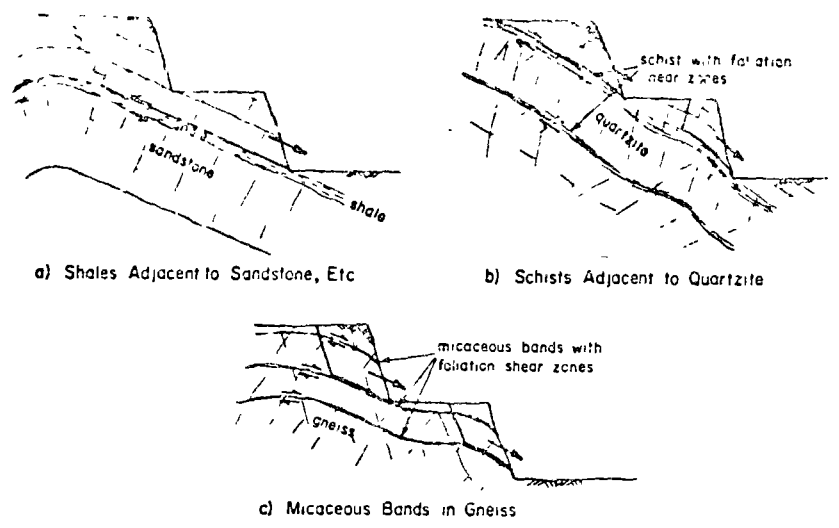 sandstone
shale
a) Shales Adjacent to Sandstone, Etc
schist with foliation
near zones
quartzite
b) Schists Adjacent to Quartzite
micaceous bands with
foliation shear zones
gneiss
c) Micaceous Bands in Gneiss